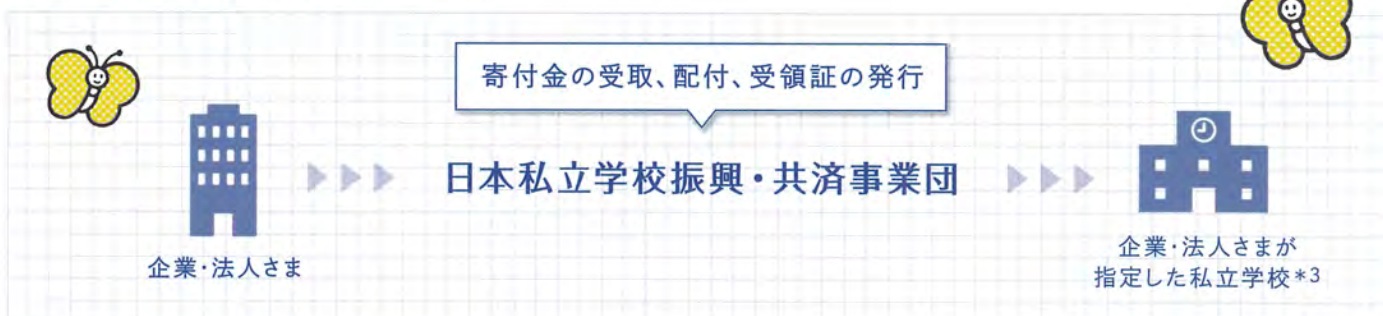 寄付金の受取、配付、受領証の発行
日本私立学校振興・共済事業団
企業・法人さま
企業・法人さまが
指定した私立学校*3